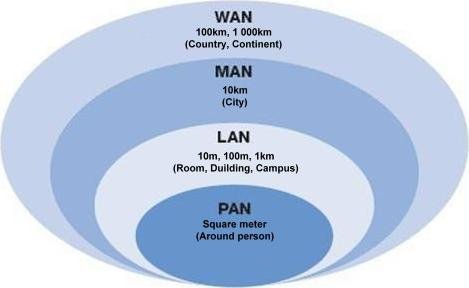 WAN
100km, 1 000km
(Country, Continent)
MAN
10km
(City)
LAN
10m, 100m, 1km
(Room, Duilding, Campus)
PAN
Square meter
(Around person)